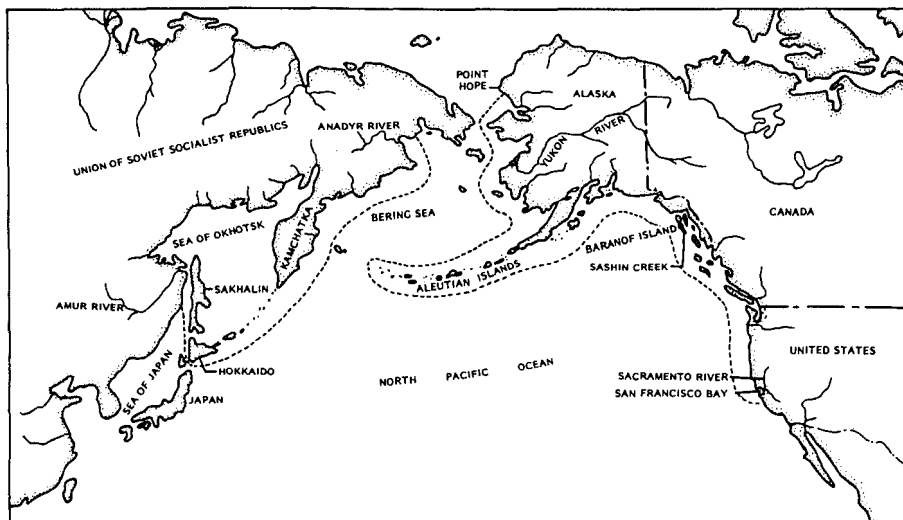 POINT
HOPE
ALASKA
ANADYR RIVER
YUKON RIVER
UNION OF SOVIET SOCIALIST REPUBLICS
BERING SEA
CANADA
SEA OF OKHOTSK
KAMCHATKA
BARANOF ISLAND
SASHIN CREEK
ALEUTIAN ISLANDS
SAKHALIN
AMUR RIVER
UNITED STATES
HOKKAIDO
NORTH PACIFIC OCEAN
SACRAMENTO RIVER
SAN FRANCISCO BAY
SEA OF JAPAN
JAPAN